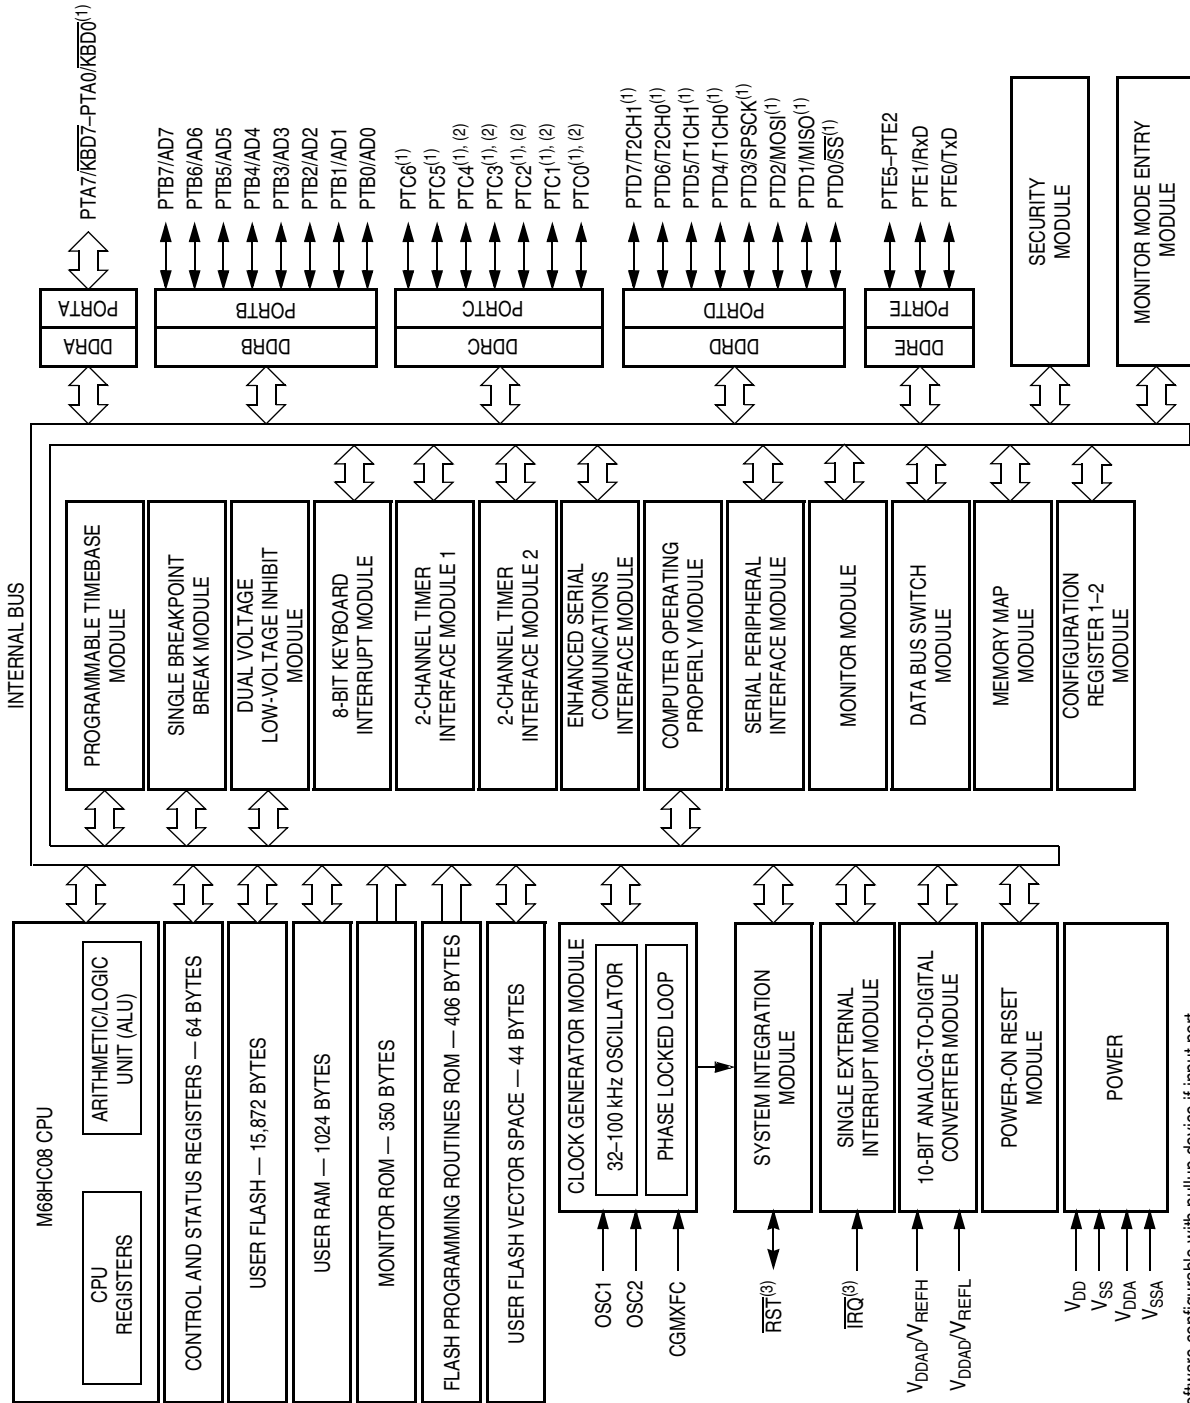 INTERNAL BUS
M68HC08 CPU
CPU
REGISTERS
ARITHMETIC/LOGIC
UNIT (ALU)
CONTROL AND STATUS REGISTERS — 64 BYTES
USER FLASH — 15,872 BYTES
USER RAM — 1024 BYTES
MONITOR ROM — 350 BYTES
FLASH PROGRAMMING ROUTINES ROM — 406 BYTES
USER FLASH VECTOR SPACE — 44 BYTES
CLOCK GENERATOR MODULE
32–100 kHz OSCILLATOR
PHASE LOCKED LOOP
OSC1
OSC2
CGMXFC
SYSTEM INTEGRATION
MODULE
RST(3)
SINGLE EXTERNAL
INTERRUPT MODULE
IRQ(3)
10-BIT ANALOG-TO-DIGITAL
CONVERTER MODULE
VDDAD/VREFH
VDDAD/VREFL
POWER-ON RESET
MODULE
POWER
VDD
VSS
VDDA
VSSA
PROGRAMMABLE TIMEBASE
MODULE
SINGLE BREAKPOINT
BREAK MODULE
DUAL VOLTAGE
LOW-VOLTAGE INHIBIT
MODULE
8-BIT KEYBOARD
INTERRUPT MODULE
2-CHANNEL TIMER
INTERFACE MODULE 1
2-CHANNEL TIMER
INTERFACE MODULE 2
ENHANCED SERIAL
COMUNICATIONS
INTERFACE MODULE
COMPUTER OPERATING
PROPERLY MODULE
SERIAL PERIPHERAL
INTERFACE MODULE
MONITOR MODULE
DATA BUS SWITCH
MODULE
MEMORY MAP
MODULE
CONFIGURATION
REGISTER 1–2
MODULE
DDRA
PORTA
PTA7/KBD7–PTA0/KBD0(1)
DDRB
PORTB
PTB7/AD7
PTB6/AD6
PTB5/AD5
PTB4/AD4
PTB3/AD3
PTB2/AD2
PTB1/AD1
PTB0/AD0
DDRC
PORTC
PTC6(1)
PTC5(1)
PTC4(1), (2)
PTC3(1), (2)
PTC2(1), (2)
PTC1(1), (2)
PTC0(1), (2)
DDRD
PORTD
PTD7/T2CH1(1)
PTD6/T2CH0(1)
PTD5/T1CH1(1)
PTD4/T1CH0(1)
PTD3/SPSCK(1)
PTD2/MOSI(1)
PTD1/MISO(1)
PTD0/SS(1)
DDRE
PORTE
PTE5–PTE2
PTE1/RxD
PTE0/TxD
SECURITY
MODULE
MONITOR MODE ENTRY
MODULE
configurable with pullup device if input port